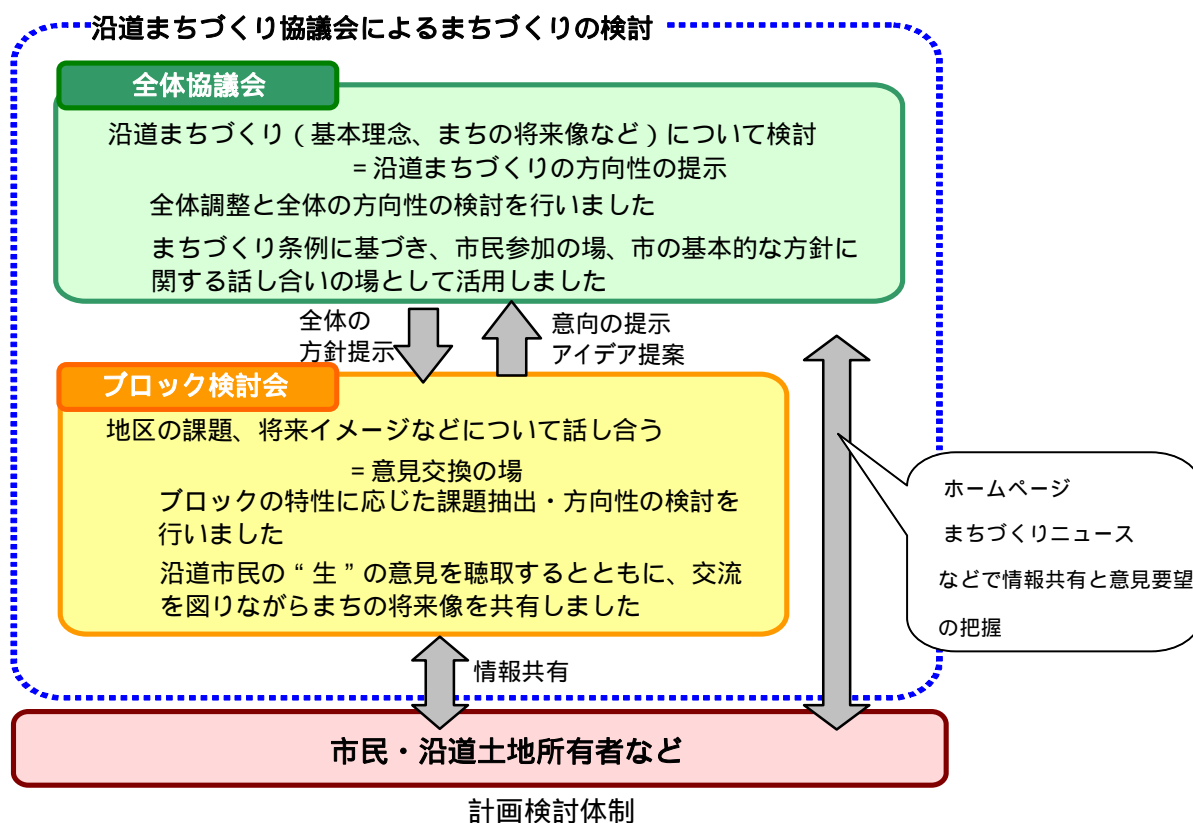 沿道まちづくり協議会によるまちづくりの検討
全体協議会
沿道まちづくり（基本理念、まちの将来像など）について検討
＝沿道まちづくりの方向性の提示
全体調整と全体の方向性の検討を行いました
まちづくり条例に基づき、市民参加の場、市の基本的な方針に
関する話し合いの場として活用しました
全体の
方針提示
意向の提示
アイデア提案
ブロック検討会
地区の課題、将来イメージなどについて話し合う
＝意見交換の場
ブロックの特性に応じた課題抽出・方向性の検討を
行いました
沿道市民の“生”の意見を聴取するとともに、交流
を図りながらまちの将来像を共有しました
ホームページ
まちづくりニュース
などで情報共有と意見要望
の把握
情報共有
市民・沿道土地所有者など
計画検討体制